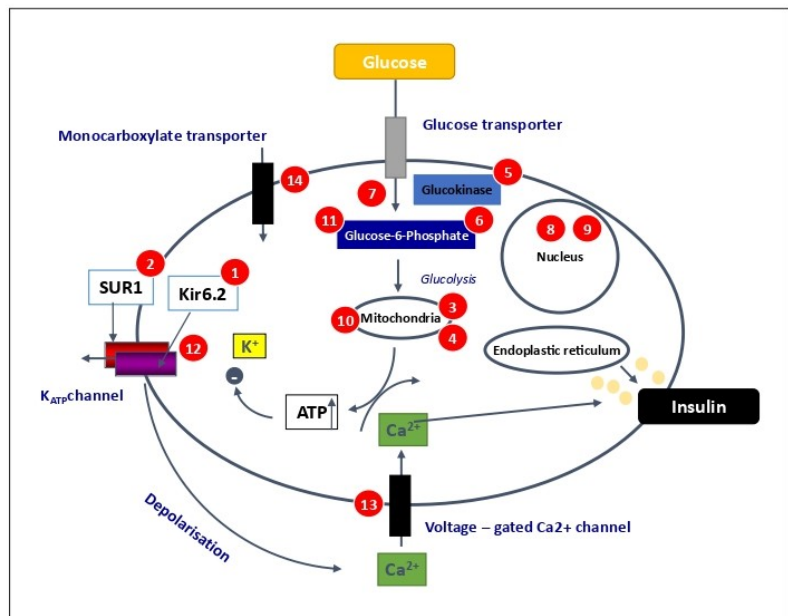 Glucose
Monocarboxylate transporter
Glucose transporter
14
7
Glucokinase
5
11
Glucose-6-Phosphate
6
8
9
Nucleus
2
SUR1
1
Kir6.2
Glucolysis
10
Mitochondria
3
4
12
K⁺
Endoplastic reticulum
K_ATP channel
-
ATP
Ca²⁺
Insulin
13
Depolarisation
Voltage – gated Ca2+ channel
Ca²⁺